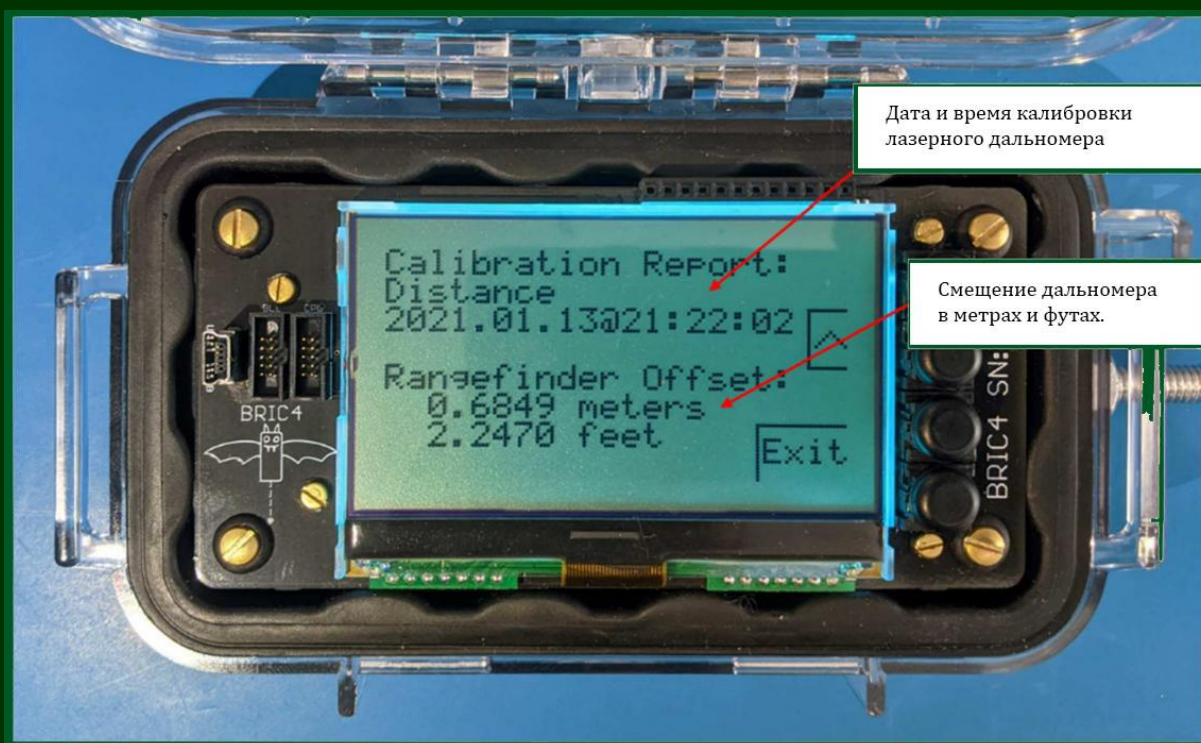 Дата и время калибровки
лазерного дальномера
Calibration Report:
Distance
2021.01.13@21:22:02
Смещение дальномера
в метрах и футах.
Rangefinder Offset:
0.6849 meters
2.2470 feet
Exit
BRIC4
BRIC4 SN: